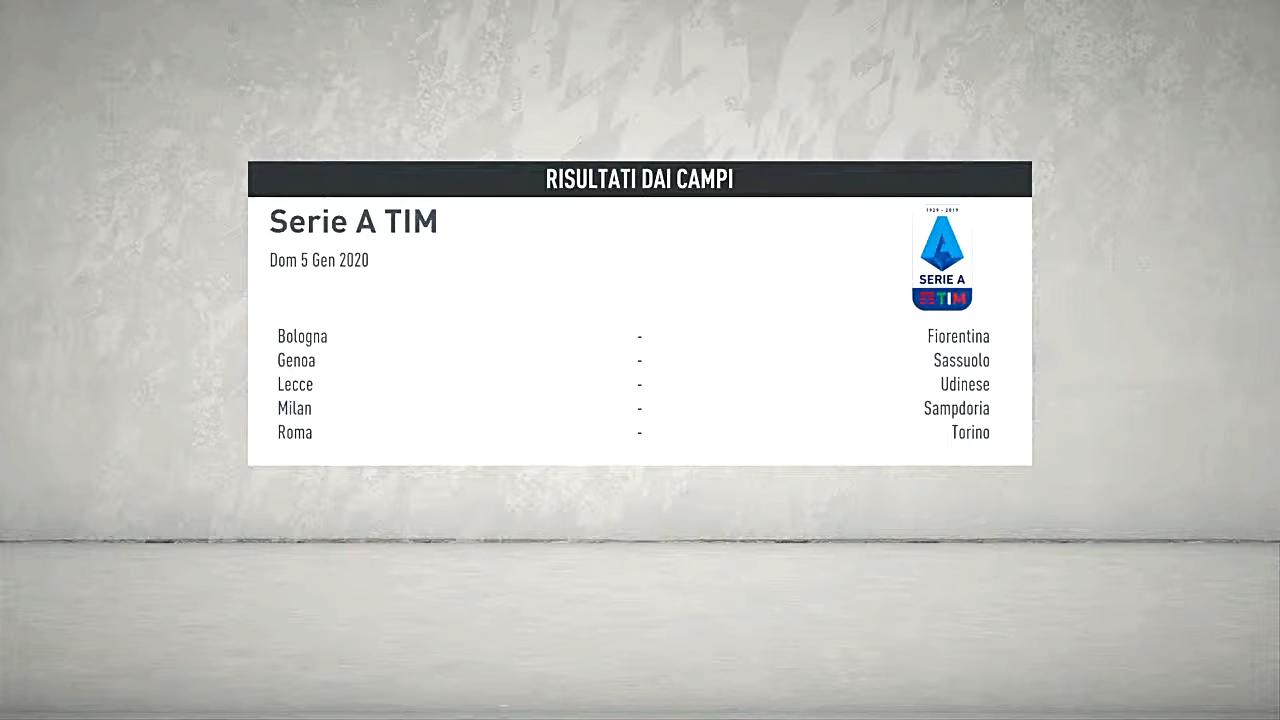 RISULTATI DAI CAMPI
Serie A TIM
Dom 5 Gen 2020
1929 - 2019
SERIE A
TIM
Bologna - Fiorentina
Genoa - Sassuolo
Lecce - Udinese
Milan - Sampdoria
Roma - Torino